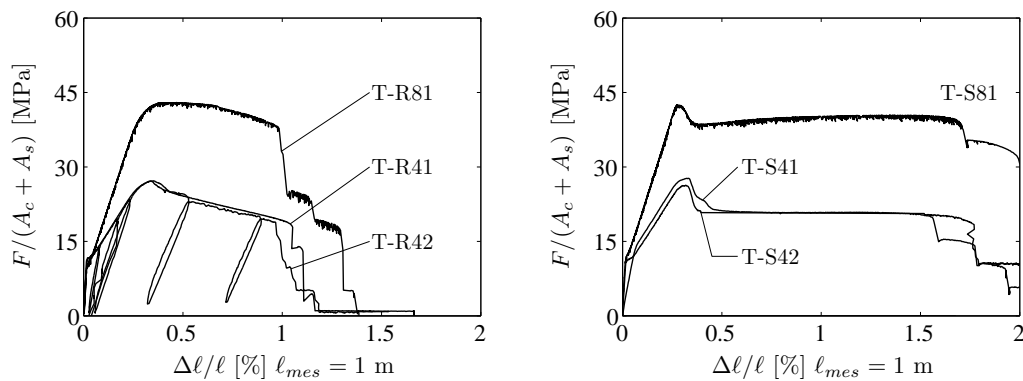 F/(A_c + A_s) [MPa]
60
45
30
15
0
T-R81
T-R41
T-R42
0 0.5 1 1.5 2
Δℓ/ℓ [%] ℓ_mes = 1 m
F/(A_c + A_s) [MPa]
60
45
30
15
0
T-S81
T-S41
T-S42
0 0.5 1 1.5 2
Δℓ/ℓ [%] ℓ_mes = 1 m